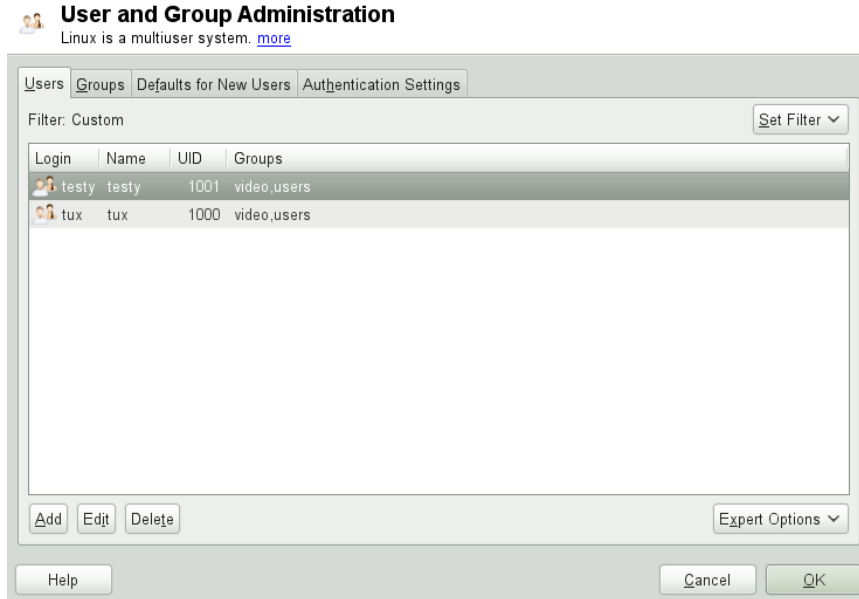 User and Group Administration
Linux is a multiuser system. more
Users Groups Defaults for New Users Authentication Settings
Filter: Custom Set Filter
Login Name UID Groups
testy testy 1001 video,users
tux tux 1000 video,users
Add Edit Delete Expert Options
Help Cancel OK